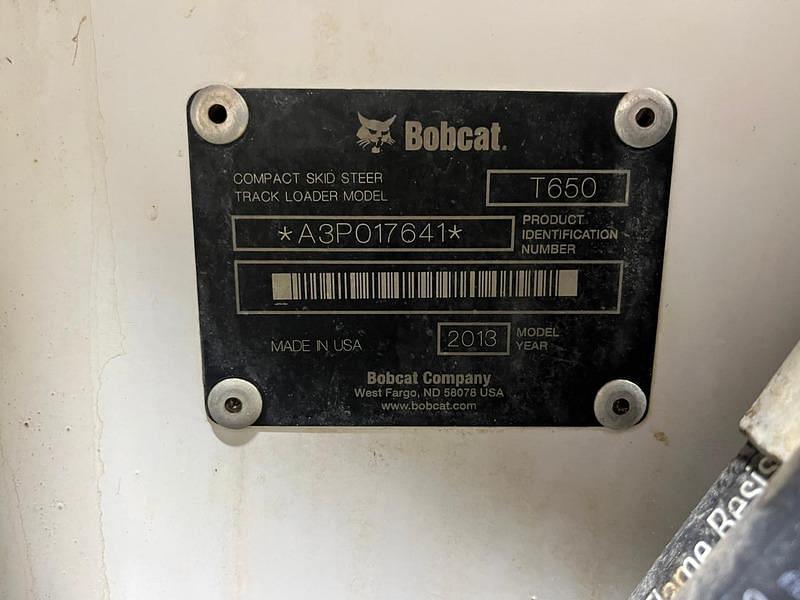 Bobcat.
COMPACT SKID STEER
TRACK LOADER MODEL
T650
*A3P017641*
PRODUCT
IDENTIFICATION
NUMBER
MADE IN USA
2013
MODEL
YEAR
Bobcat Company
West Fargo, ND 58078 USA
www.bobcat.com